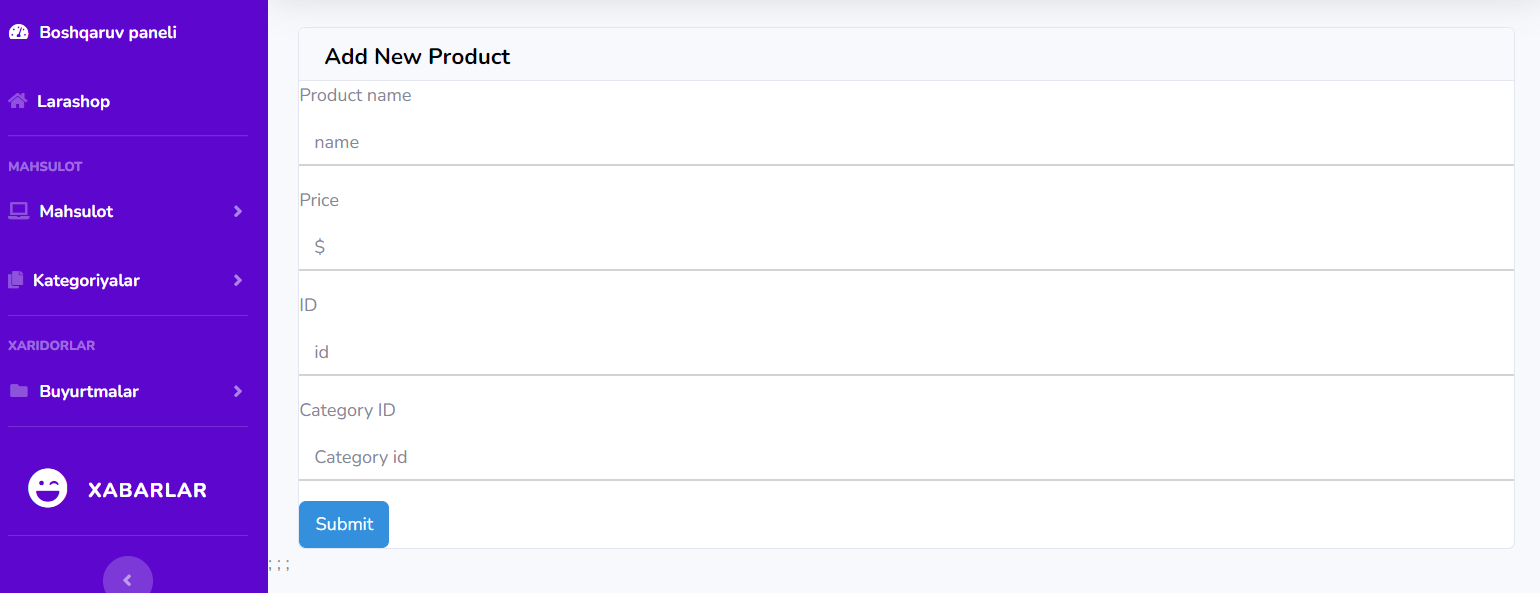 Boshqaruv paneli
Larashop
MAHSULOT
Mahsulot
Kategoriyalar
XARIDORLAR
Buyurtmalar
XABARLAR
Add New Product
Product name
name
Price
$
ID
id
Category ID
Category id
Submit
; ; ;